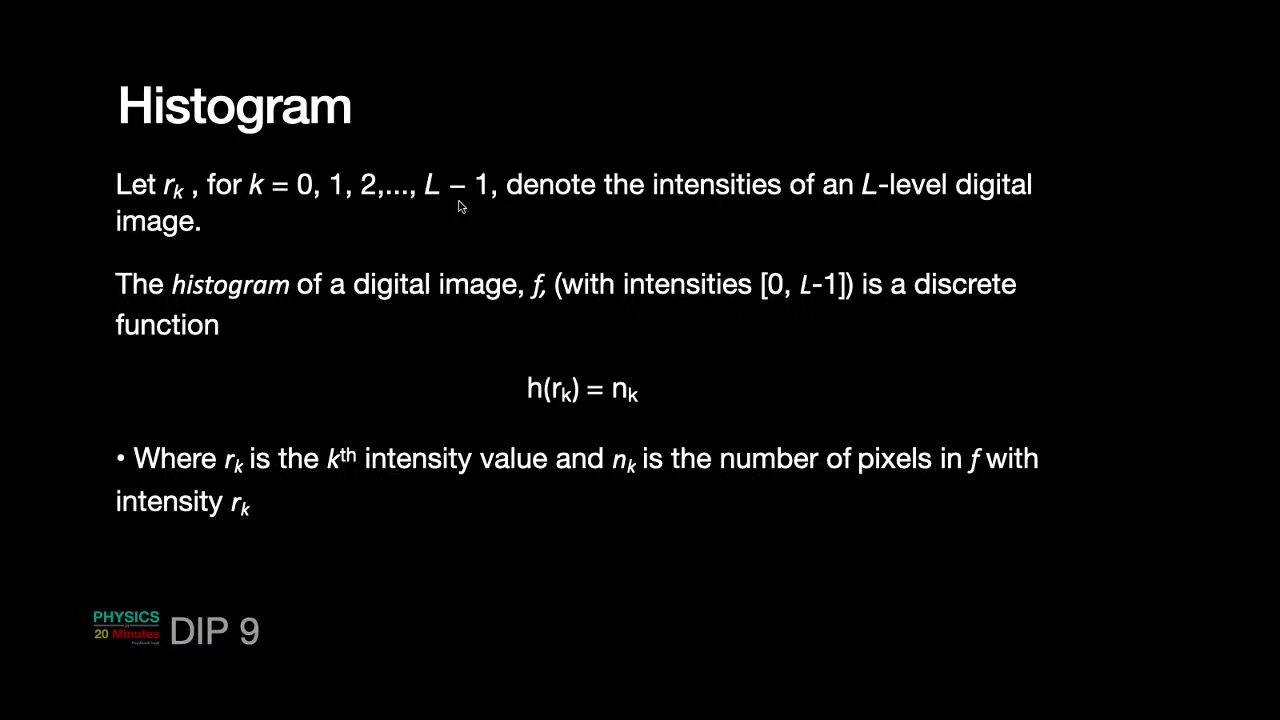 Histogram
Let rk , for k = 0, 1, 2,..., L − 1, denote the intensities of an L-level digital
image.
The histogram of a digital image, f, (with intensities [0, L-1]) is a discrete
function
h(rk) = nk
• Where rk is the kth intensity value and nk is the number of pixels in f with
intensity rk
PHYSICS
20 Minutes
DIP 9